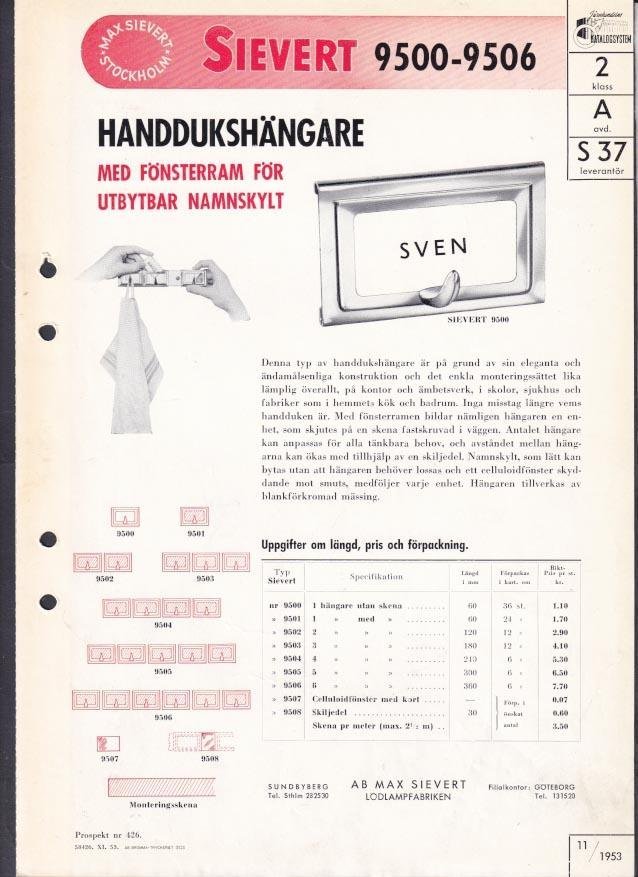 MAX SIEVERT
STOCKHOLM
SIEVERT 9500-9506
KATALOGSYSTEM
2
klass
A
avd.
S 37
leverantör
HANDDUKSHÄNGARE
MED FÖNSTERRAM FÖR
UTBYTBAR NAMNSKYLT
SVEN
SIEVERT 9500
Denna typ av handdukshängare är på grund av sin eleganta och
ändamålsenliga konstruktion och det enkla monteringssättet lika
lämplig överallt, på kontor och ämbetsverk, i skolor, sjukhus och
fabriker som i hemmets kök och badrum. Inga misstag längre vems
handduken är. Med fönsterramen bildar nämligen hängaren en en-
het, som skjutes på en skena fastskruvad i väggen. Antalet hängare
kan anpassas för alla tänkbara behov, och avståndet mellan häng-
arna kan ökas med tillhjälp av en skiljedel. Namnskylt, som lätt kan
bytas utan att hängaren behöver lossas och ett celluloidfönster skyd-
dande mot smuts, medföljer varje enhet. Hängaren tillverkas av
blankförkromad mässing.
9500 9501
9502 9503
9504
9505
9506
9507 9508
Monteringsskena
Uppgifter om längd, pris och förpackning.
Typ Sievert Specifikation Längd i mm Förpackas i kart. om Rikt- Pris pr st. kr.
nr 9500 1 hängare utan skena ......... 60 36 st. 1.10
» 9501 1 » med » ......... 60 24 » 1.70
» 9502 2 » » » ......... 120 12 » 2.90
» 9503 3 » » » ......... 180 12 » 4.10
» 9504 4 » » » ......... 240 6 » 5.30
» 9505 5 » » » ......... 300 6 » 6.50
» 9506 6 » » » ......... 360 6 » 7.70
» 9507 Celluloidfönster med kort ..... — Förp. i 0.07
» 9508 Skiljedel .................... 30 önskat 0.60
Skena pr meter (max. 2½ m) .. antal 3.50
SUNDBYBERG
Tel. Sthlm 282530
AB MAX SIEVERT
LODLAMPFABRIKEN
Filialkontor: GÖTEBORG
Tel. 131520
Prospekt nr 426.
58426. XI. 53.
11/1953